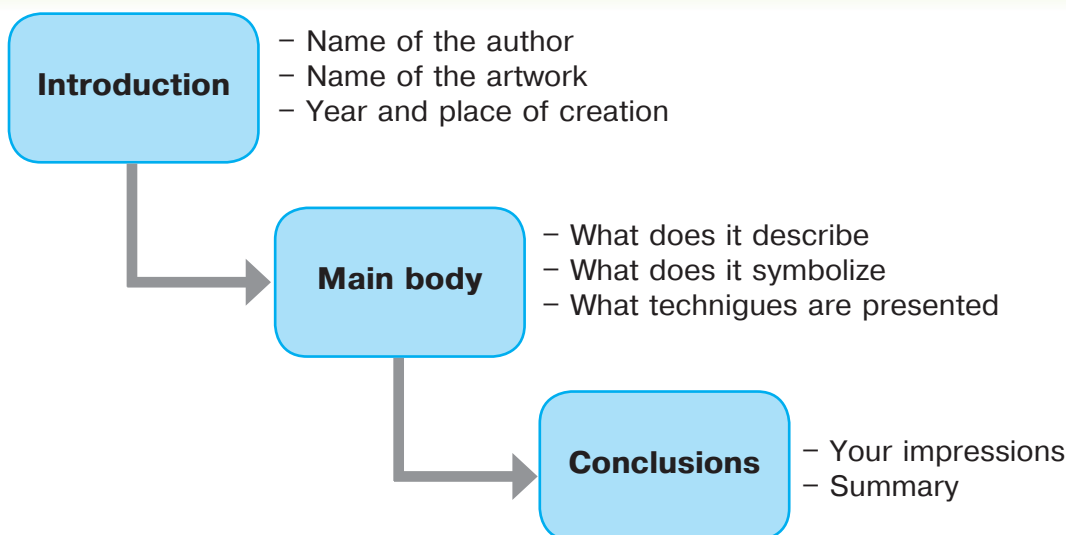 Introduction
– Name of the author
– Name of the artwork
– Year and place of creation
Main body
– What does it describe
– What does it symbolize
– What technigues are presented
Conclusions
– Your impressions
– Summary